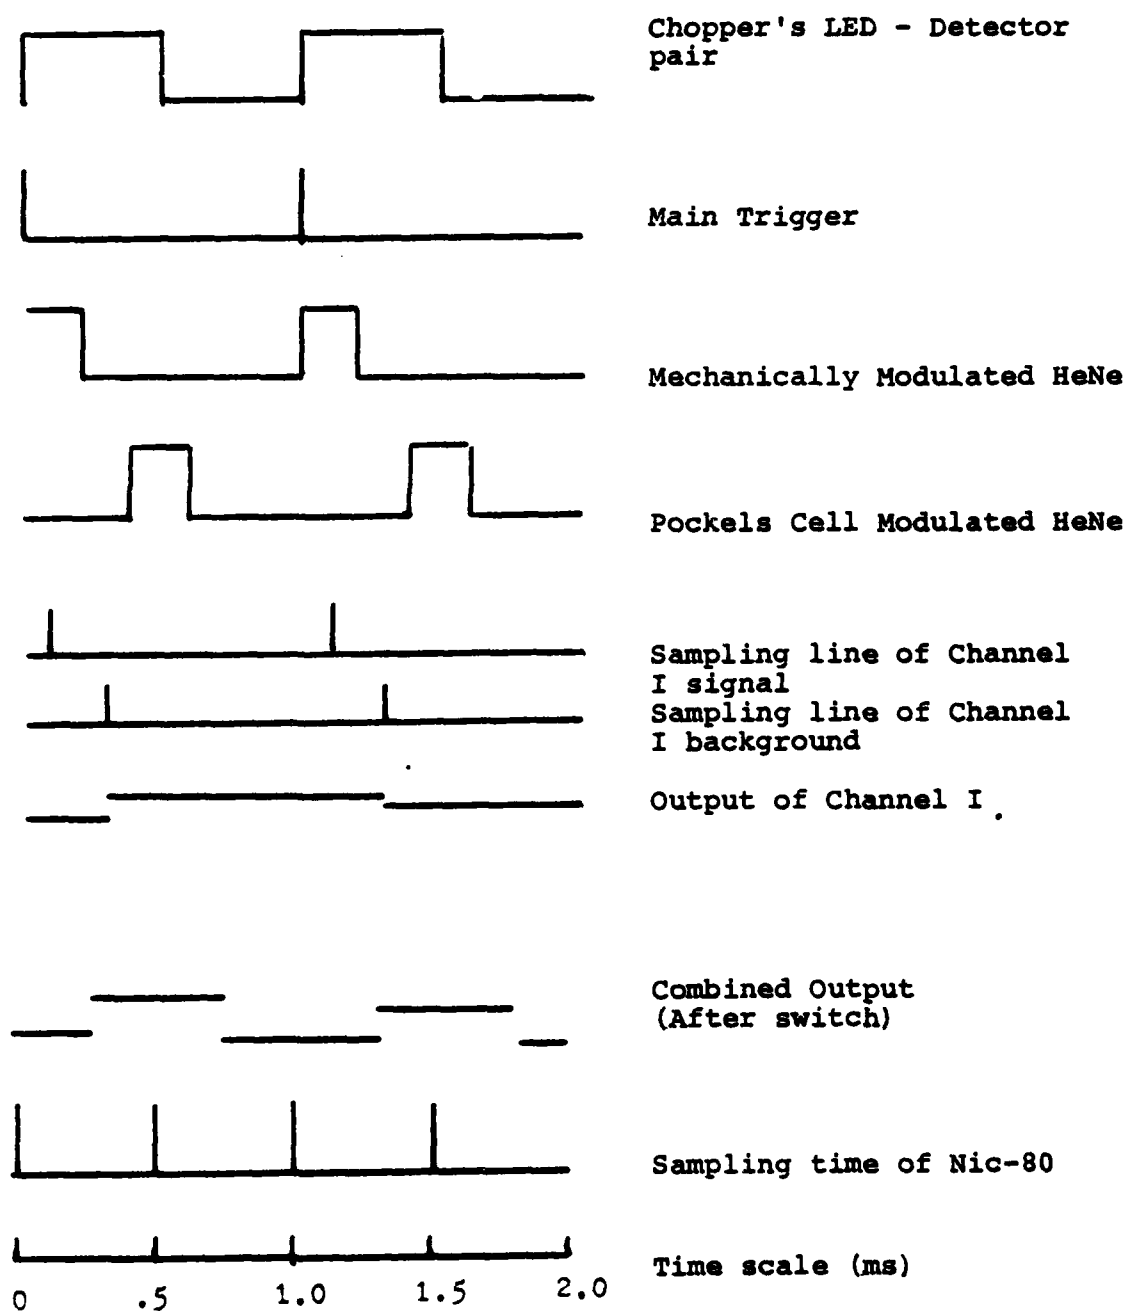 Chopper's LED - Detector
pair
Main Trigger
Mechanically Modulated HeNe
Pockels Cell Modulated HeNe
Sampling line of Channel
I signal
Sampling line of Channel
I background
Output of Channel I
Combined Output
(After switch)
Sampling time of Nic-80
Time scale (ms)
0 .5 1.0 1.5 2.0